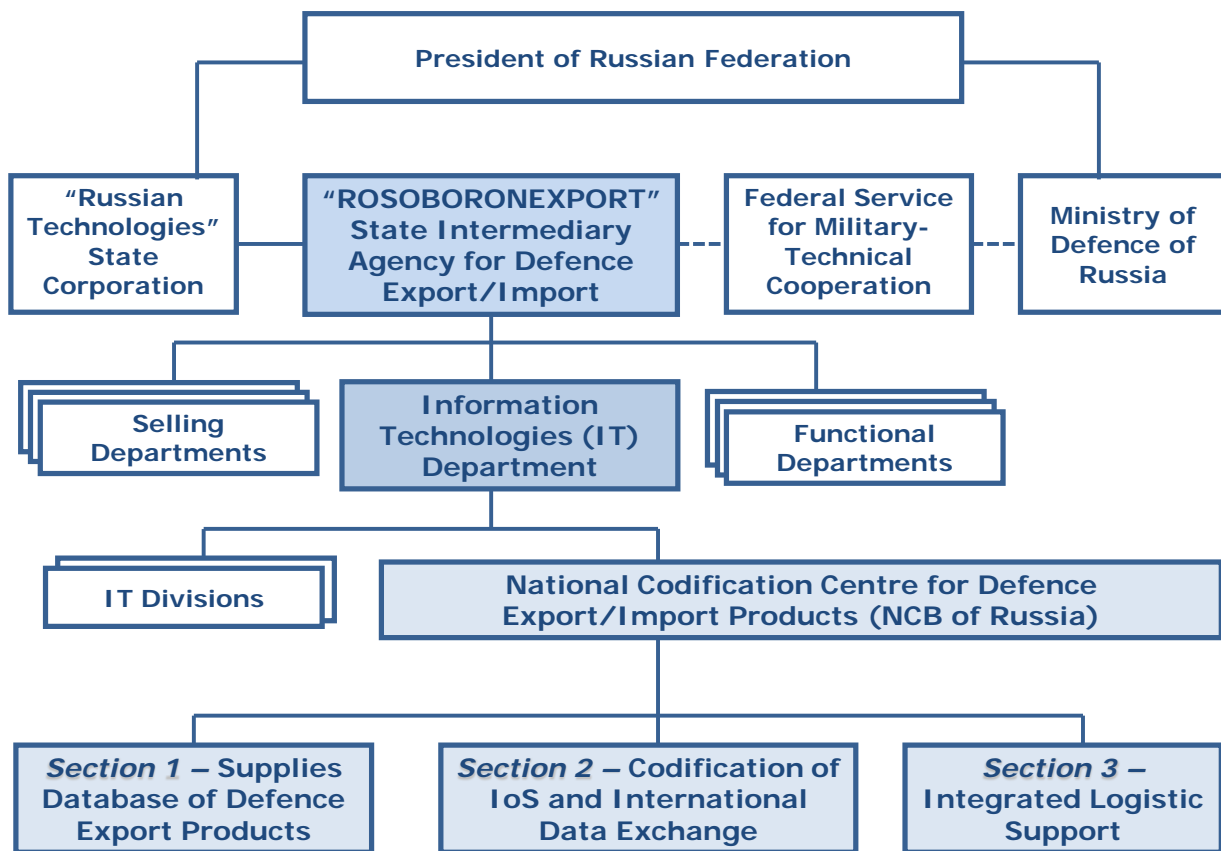 President of Russian Federation
“Russian
Technologies”
State
Corporation
“ROSOBORONEXPORT”
State Intermediary
Agency for Defence
Export/Import
Federal Service
for Military-
Technical
Cooperation
Ministry of
Defence of
Russia
Selling
Departments
Information
Technologies (IT)
Department
Functional
Departments
IT Divisions
National Codification Centre for Defence
Export/Import Products (NCB of Russia)
Section 1 – Supplies
Database of Defence
Export Products
Section 2 – Codification of
IoS and International
Data Exchange
Section 3 –
Integrated Logistic
Support